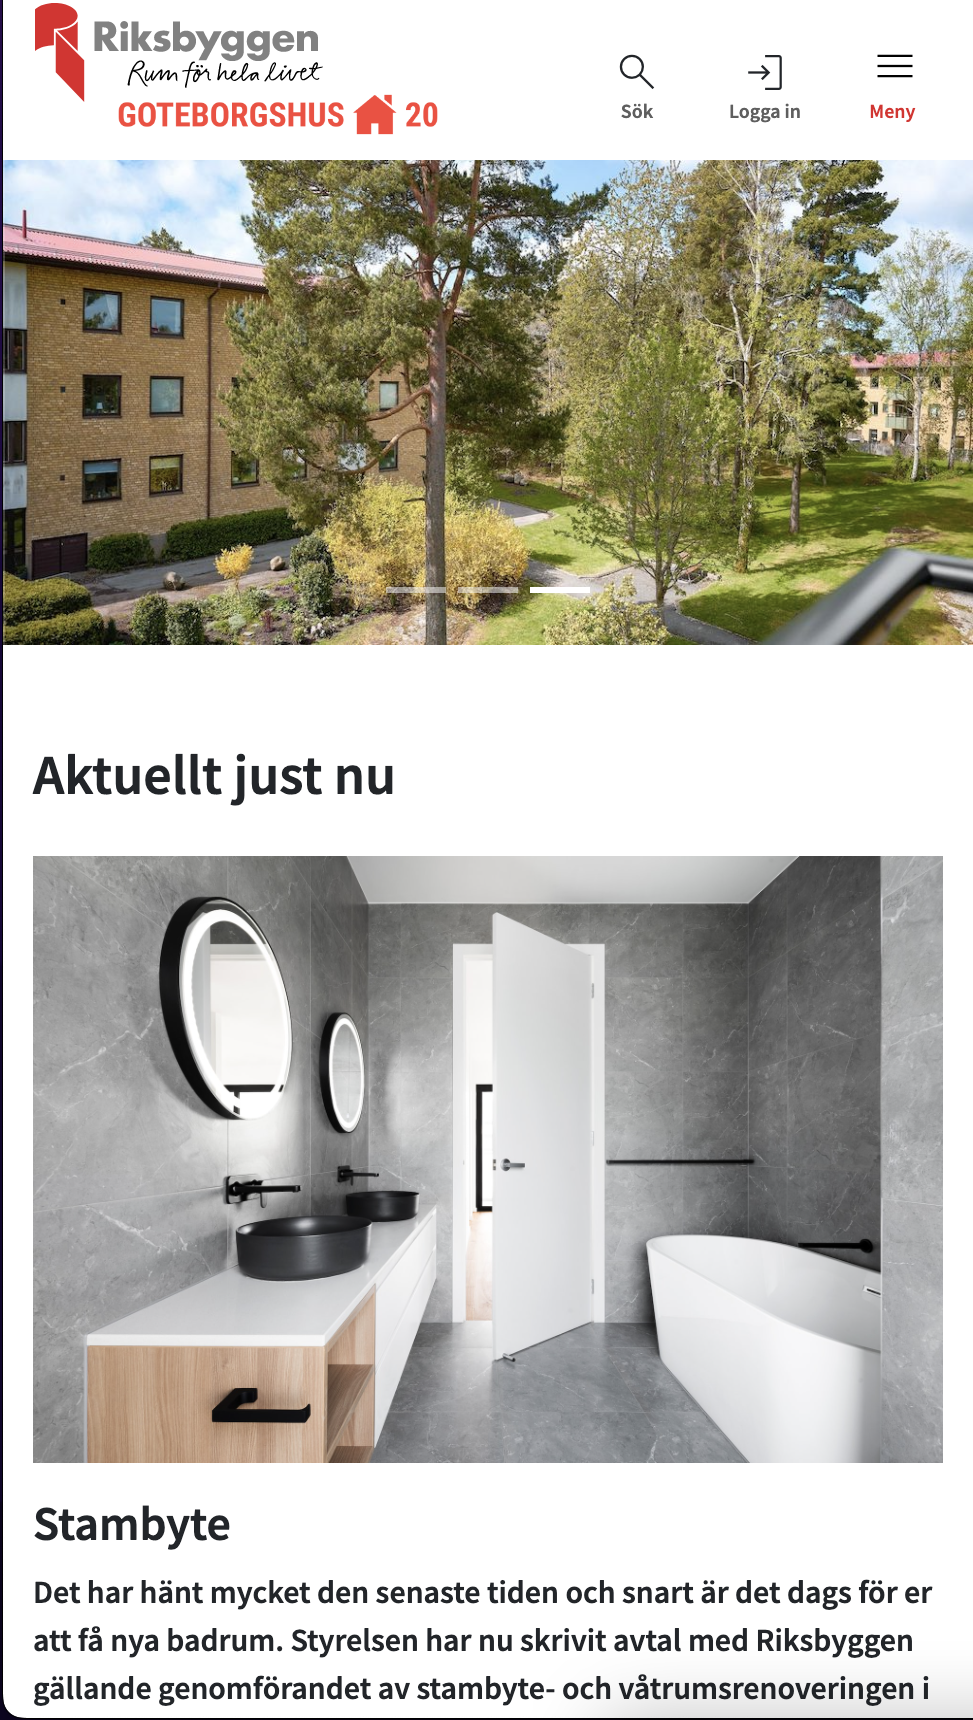 Riksbyggen
Rum för hela livet
GOTEBORGSHUS 20
Sök
Logga in
Meny
Aktuellt just nu
Stambyte
Det har hänt mycket den senaste tiden och snart är det dags för er
att få nya badrum. Styrelsen har nu skrivit avtal med Riksbyggen
gällande genomförandet av stambyte- och våtrumsrenoveringen i